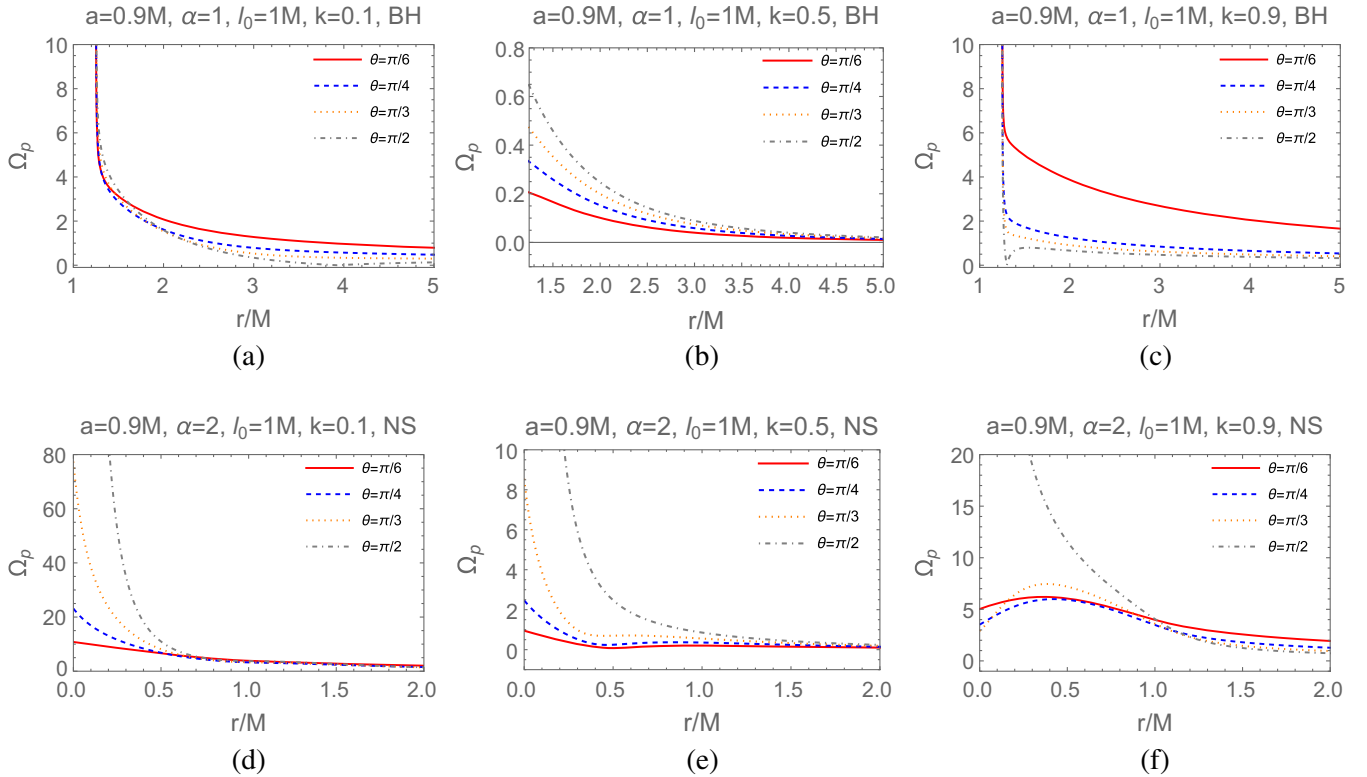 a=0.9M, α=1, l₀=1M, k=0.1, BH
10
8
6
4
2
0
Ωₚ
θ=π/6
θ=π/4
θ=π/3
θ=π/2
1 2 3 4 5
r/M
(a)
a=0.9M, α=1, l₀=1M, k=0.5, BH
0.8
0.6
0.4
0.2
0.0
Ωₚ
θ=π/6
θ=π/4
θ=π/3
θ=π/2
1.5 2.0 2.5 3.0 3.5 4.0 4.5 5.0
r/M
(b)
a=0.9M, α=1, l₀=1M, k=0.9, BH
10
8
6
4
2
0
Ωₚ
θ=π/6
θ=π/4
θ=π/3
θ=π/2
1 2 3 4 5
r/M
(c)
a=0.9M, α=2, l₀=1M, k=0.1, NS
80
60
40
20
0
Ωₚ
θ=π/6
θ=π/4
θ=π/3
θ=π/2
0.0 0.5 1.0 1.5 2.0
r/M
(d)
a=0.9M, α=2, l₀=1M, k=0.5, NS
10
8
6
4
2
0
Ωₚ
θ=π/6
θ=π/4
θ=π/3
θ=π/2
0.0 0.5 1.0 1.5 2.0
r/M
(e)
a=0.9M, α=2, l₀=1M, k=0.9, NS
20
15
10
5
0
Ωₚ
θ=π/6
θ=π/4
θ=π/3
θ=π/2
0.0 0.5 1.0 1.5 2.0
r/M
(f)